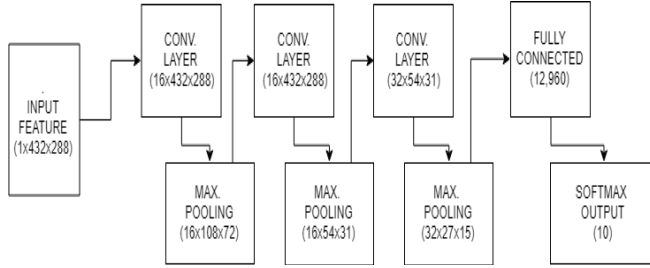 INPUT
FEATURE
(1x432x288)
CONV.
LAYER
(16x432x288)
MAX.
POOLING
(16x108x72)
CONV.
LAYER
(16x432x288)
MAX.
POOLING
(16x54x31)
CONV.
LAYER
(32x54x31)
MAX.
POOLING
(32x27x15)
FULLY
CONNECTED
(12,960)
SOFTMAX
OUTPUT
(10)